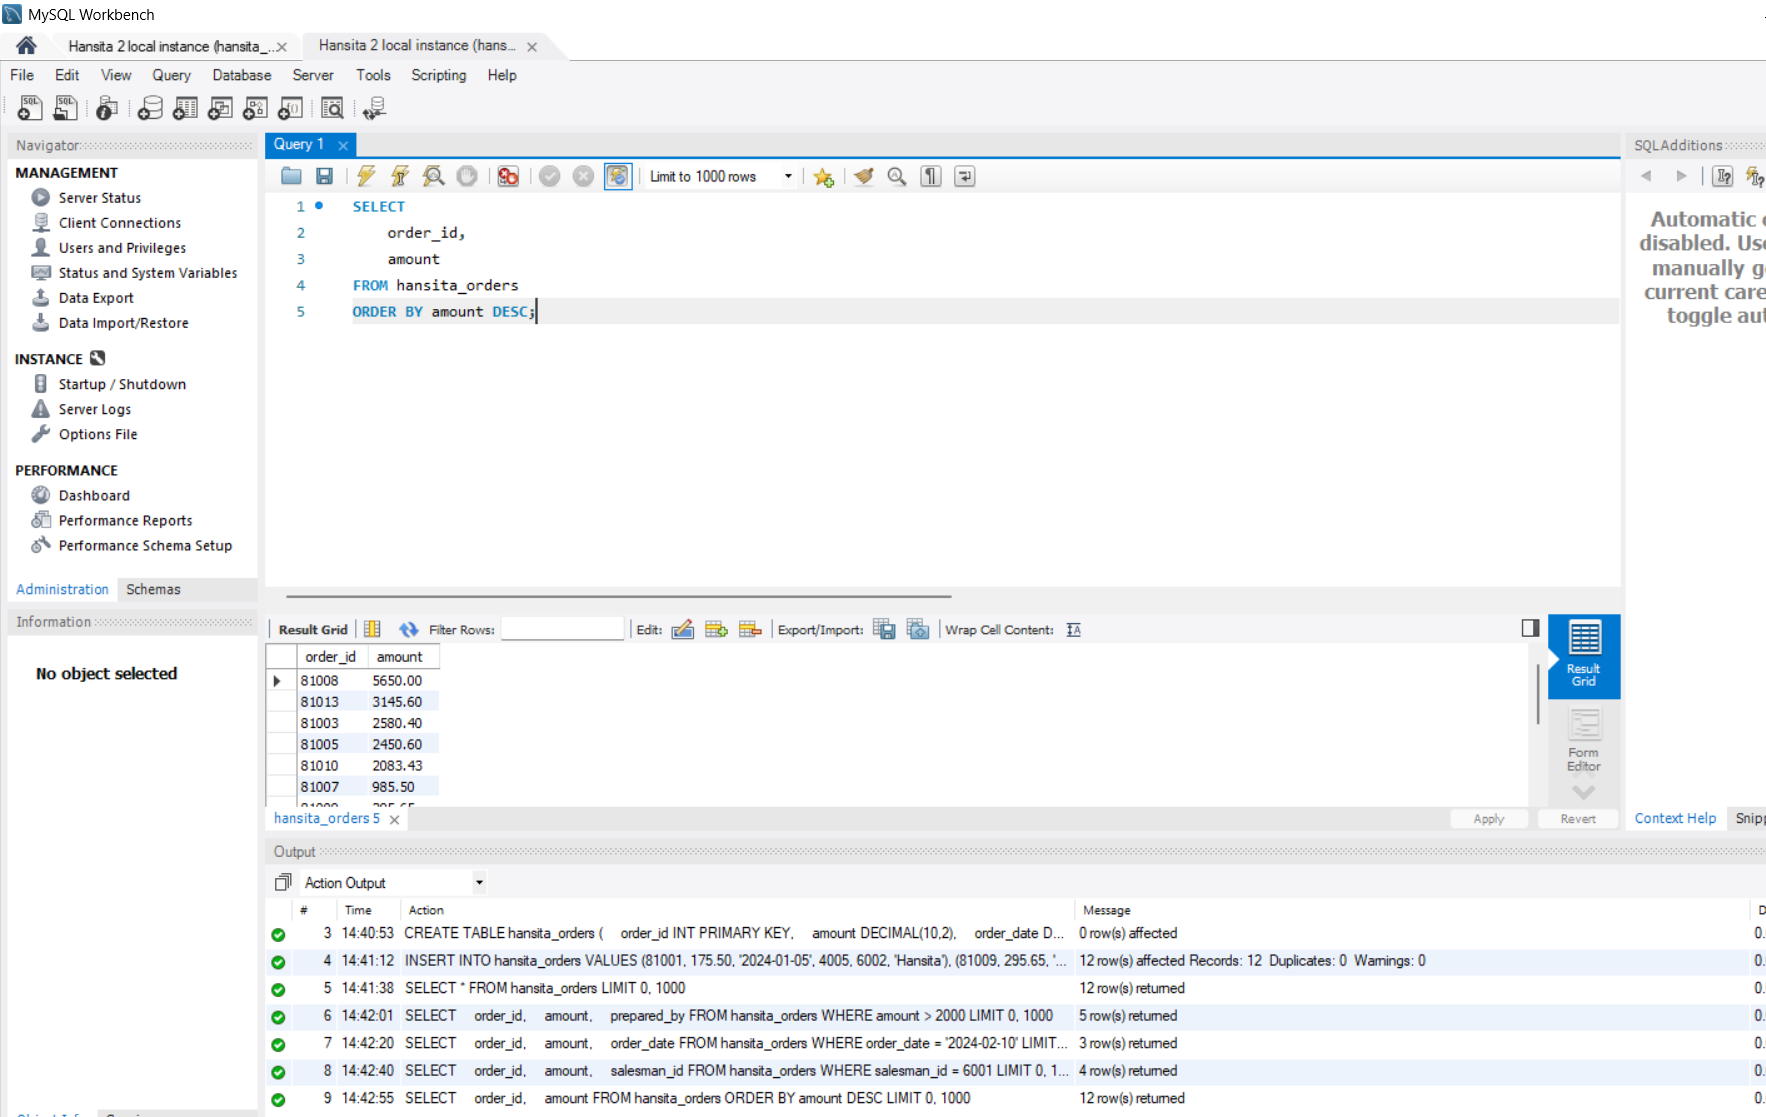 MySQL Workbench
Hansita 2 local instance (hansita_... Hansita 2 local instance (hans...
File Edit View Query Database Server Tools Scripting Help
Navigator
MANAGEMENT
Server Status
Client Connections
Users and Privileges
Status and System Variables
Data Export
Data Import/Restore
INSTANCE
Startup / Shutdown
Server Logs
Options File
PERFORMANCE
Dashboard
Performance Reports
Performance Schema Setup
Administration Schemas
Information
No object selected
Query 1
Limit to 1000 rows
1 SELECT
2 order_id,
3 amount
4 FROM hansita_orders
5 ORDER BY amount DESC;
Result Grid Filter Rows: Edit: Export/Import: Wrap Cell Content:
order_id amount
81008 5650.00
81013 3145.60
81003 2580.40
81005 2450.60
81010 2083.43
81007 985.50
Result
Grid
Form
Editor
hansita_orders 5 Apply Revert
SQLAdditions
Automatic
disabled. Use
manually
current care
toggle
Context Help
Output
Action Output
# Time Action Message
3 14:40:53 CREATE TABLE hansita_orders ( order_id INT PRIMARY KEY, amount DECIMAL(10,2), order_date D... 0 row(s) affected
4 14:41:12 INSERT INTO hansita_orders VALUES (81001, 175.50, '2024-01-05', 4005, 6002, 'Hansita'), (81009, 295.65, '... 12 row(s) affected Records: 12 Duplicates: 0 Warnings: 0
5 14:41:38 SELECT * FROM hansita_orders LIMIT 0, 1000 12 row(s) returned
6 14:42:01 SELECT order_id, amount, prepared_by FROM hansita_orders WHERE amount > 2000 LIMIT 0, 1000 5 row(s) returned
7 14:42:20 SELECT order_id, amount, order_date FROM hansita_orders WHERE order_date = '2024-02-10' LIMIT... 3 row(s) returned
8 14:42:40 SELECT order_id, amount, salesman_id FROM hansita_orders WHERE salesman_id = 6001 LIMIT 0, 1... 4 row(s) returned
9 14:42:55 SELECT order_id, amount FROM hansita_orders ORDER BY amount DESC LIMIT 0, 1000 12 row(s) returned